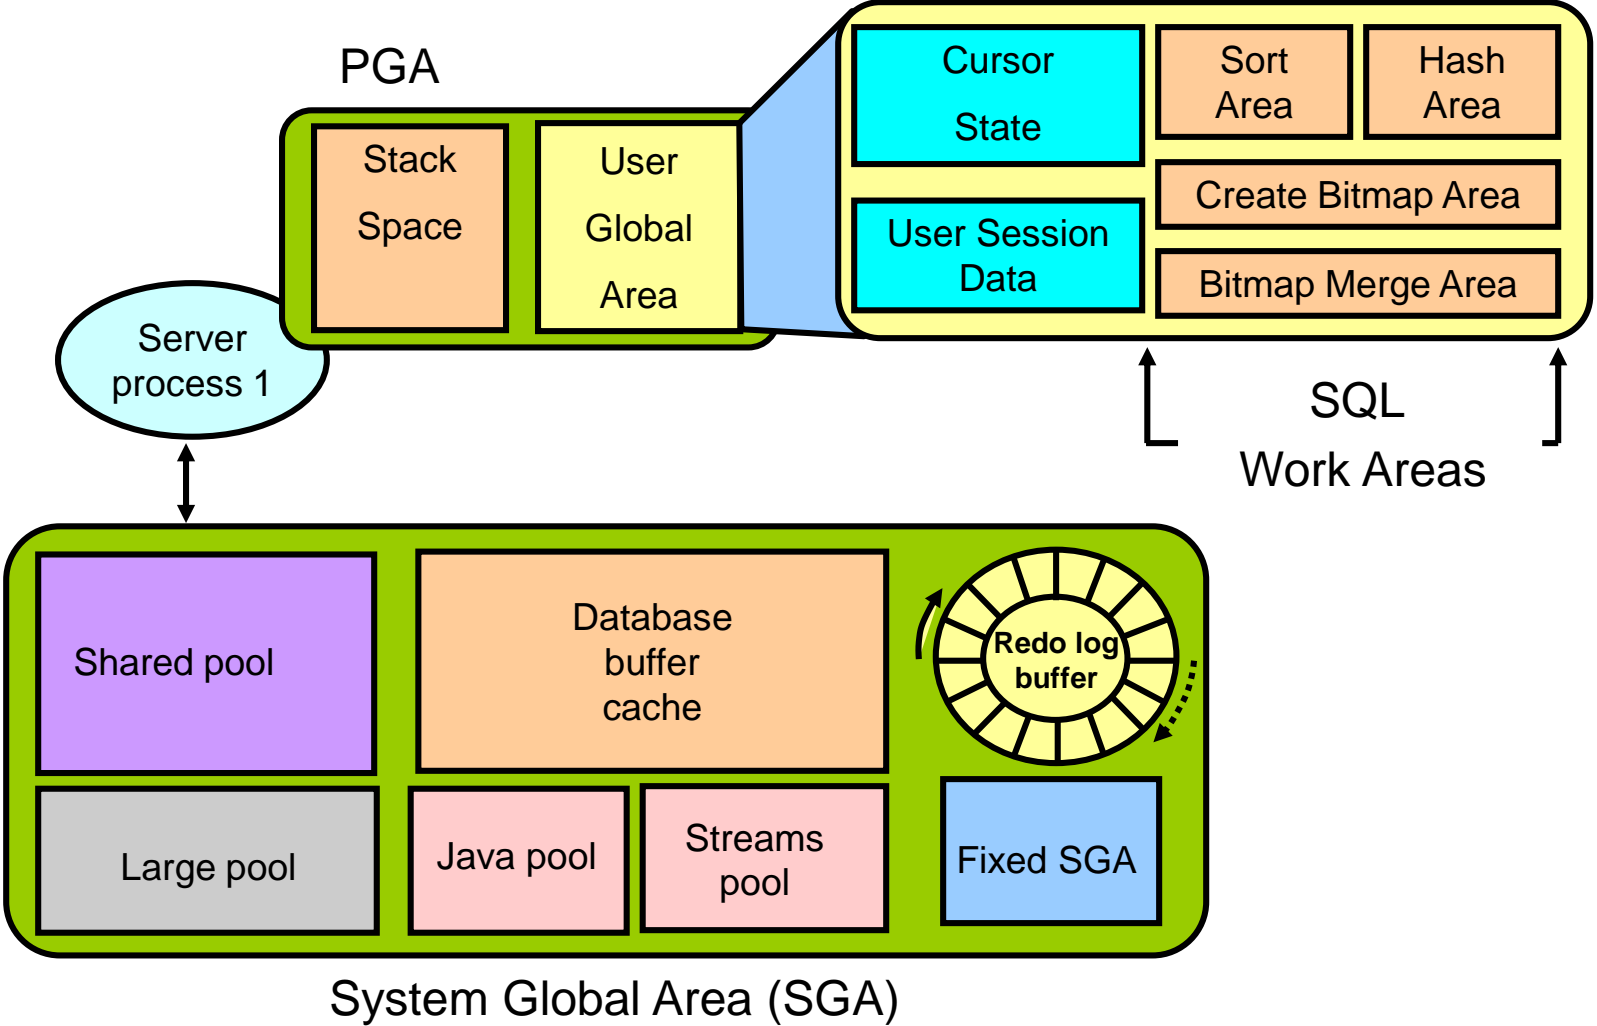 PGA
Stack
Space
User
Global
Area
Cursor
State
User Session
Data
Sort
Area
Hash
Area
Create Bitmap Area
Bitmap Merge Area
SQL
Work Areas
Server
process 1
Shared pool
Database
buffer
cache
Redo log
buffer
Large pool
Java pool
Streams
pool
Fixed SGA
System Global Area (SGA)